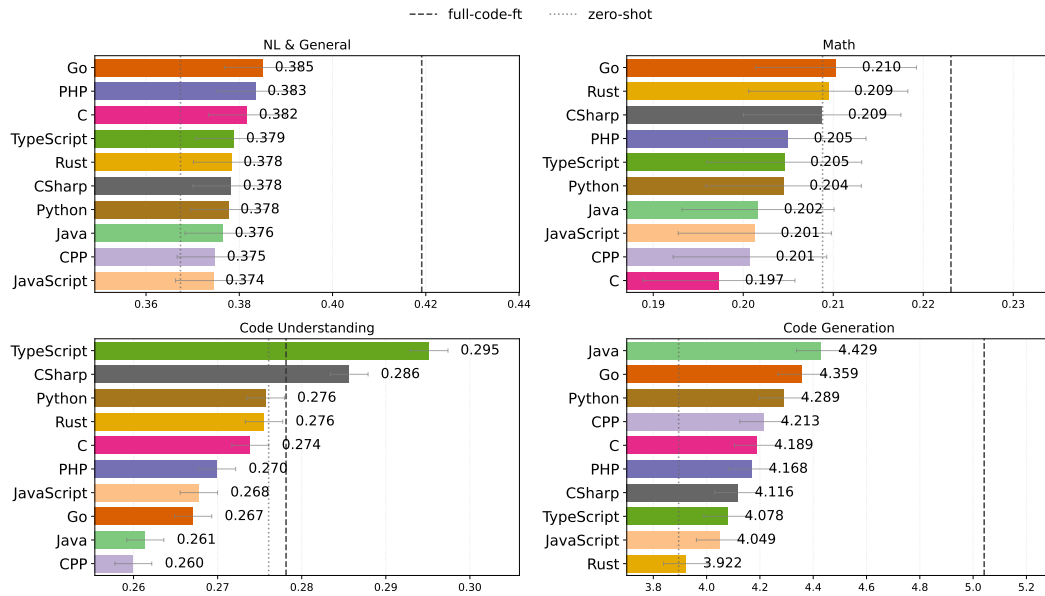 full-code-ft zero-shot
NL & General
Go 0.385
PHP 0.383
C 0.382
TypeScript 0.379
Rust 0.378
CSharp 0.378
Python 0.378
Java 0.376
CPP 0.375
JavaScript 0.374
0.36 0.38 0.40 0.42 0.44
Math
Go 0.210
Rust 0.209
CSharp 0.209
PHP 0.205
TypeScript 0.205
Python 0.204
Java 0.202
JavaScript 0.201
CPP 0.201
C 0.197
0.19 0.20 0.21 0.22 0.23
Code Understanding
TypeScript 0.295
CSharp 0.286
Python 0.276
Rust 0.276
C 0.274
PHP 0.270
JavaScript 0.268
Go 0.267
Java 0.261
CPP 0.260
0.26 0.27 0.28 0.29 0.30
Code Generation
Java 4.429
Go 4.359
Python 4.289
CPP 4.213
C 4.189
PHP 4.168
CSharp 4.116
TypeScript 4.078
JavaScript 4.049
Rust 3.922
3.8 4.0 4.2 4.4 4.6 4.8 5.0 5.2